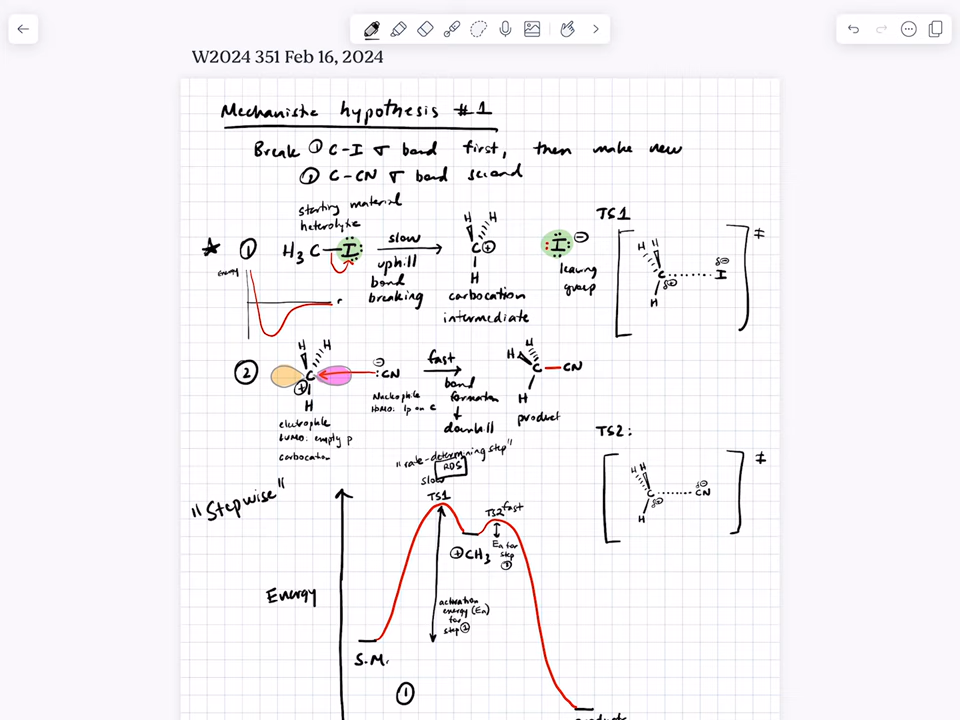 W2024 351 Feb 16, 2024
Mechanistic hypothesis #1
Break ① C-I σ bond first, then make new
② C-CN σ bond second
starting material
heterolytic
★ ① H3C-I
slow
uphill
bond
breaking
H H
C⊕
H
carbocation
intermediate
I ⊖
leaving
group
TS1
H H
C
H
δ⊕
I
δ⊖
‡
Energy
r
②
H H
C
⊕
H
electrophile
LUMO: empty p
carbocation
⊖
:CN
Nucleophile
HOMO: lp on C
fast
bond
formation
↓
downhill
H
H
C-CN
H
product
TS2:
H H
C
H
δ⊕
CN
δ⊖
‡
"Stepwise"
"rate-determining step"
RDS
slow
TS1
TS2 fast
⊕CH3
Ea for
step
②
activation
energy (Ea)
for
step ①
Energy
S.M.
①